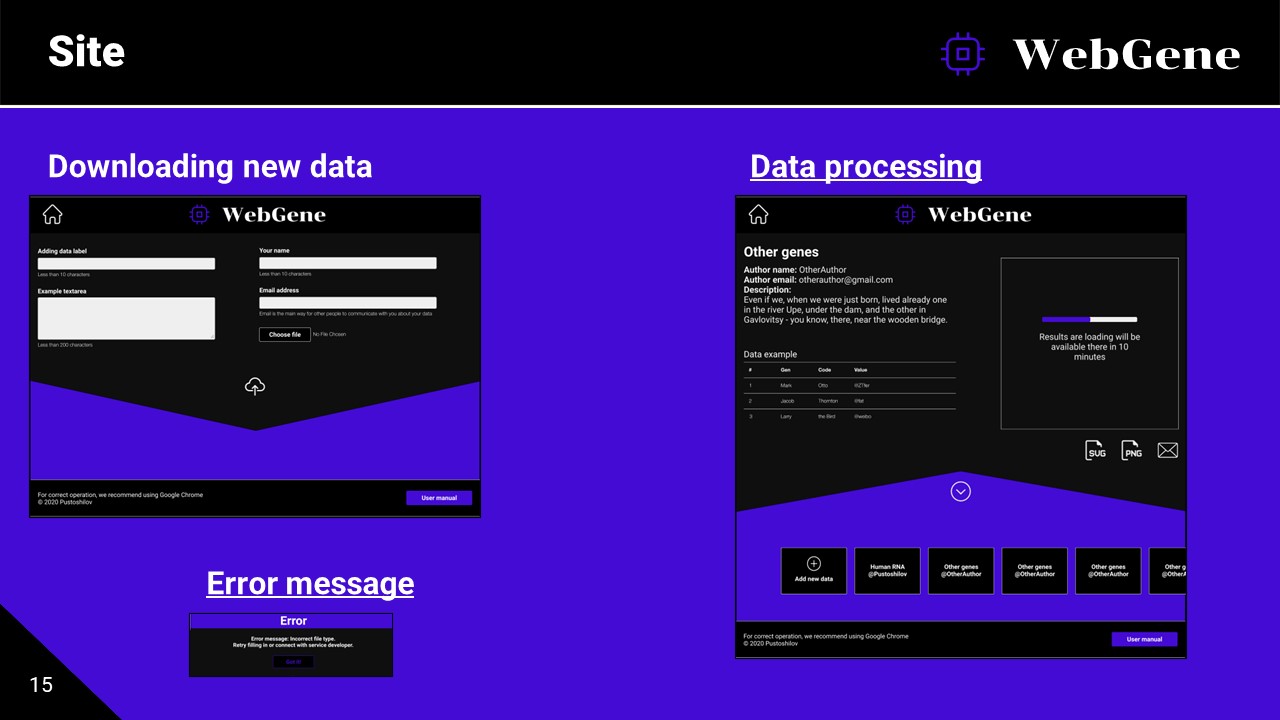 Site
WebGene
Downloading new data
WebGene
Adding data label
Less than 10 characters
Example textarea
Less than 200 characters
Your name
Less than 10 characters
Email address
Email is the main way for other people to communicate with you about your data
Choose file No File Chosen
For correct operation, we recommend using Google Chrome
© 2020 Pustoshilov
User manual
Error message
Error
Error message: Incorrect file type.
Retry filling in or connect with service developer.
Got it!
15
Data processing
WebGene
Other genes
Author name: OtherAuthor
Author email: otherauthor@gmail.com
Description:
Even if we, when we were just born, lived already one
in the river Upe, under the dam, and the other in
Gavlovitsy - you know, there, near the wooden bridge.
Data example
# Gen Code Value
1 Mark Otto
2 Jacob Thornton @fat
3 Larry the Bird
Results are loading will be
available there in 10
minutes
SVG PNG
Add new data
Human RNA
@Pustoshilov
Other genes
@OtherAuthor
Other genes
@OtherAuthor
Other genes
@OtherAuthor
Other g
@OtherA
For correct operation, we recommend using Google Chrome
© 2020 Pustoshilov
User manual